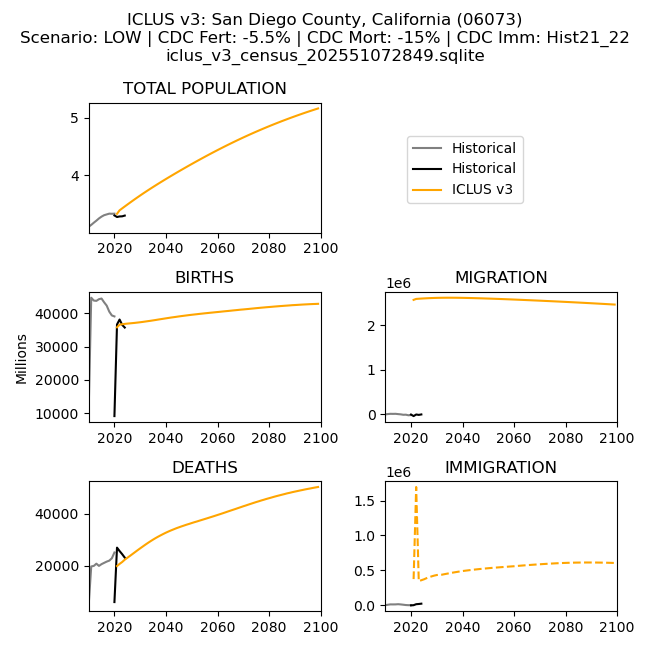 ICLUS v3: San Diego County, California (06073)
Scenario: LOW | CDC Fert: -5.5% | CDC Mort: -15% | CDC Imm: Hist21_22
iclus_v3_census_202551072849.sqlite
TOTAL POPULATION
5
4
2020 2040 2060 2080 2100
Historical
Historical
ICLUS v3
BIRTHS
Millions
40000
30000
20000
10000
2020 2040 2060 2080 2100
MIGRATION
1e6
2
1
0
2020 2040 2060 2080 2100
DEATHS
40000
20000
2020 2040 2060 2080 2100
IMMIGRATION
1e6
1.5
1.0
0.5
0.0
2020 2040 2060 2080 2100